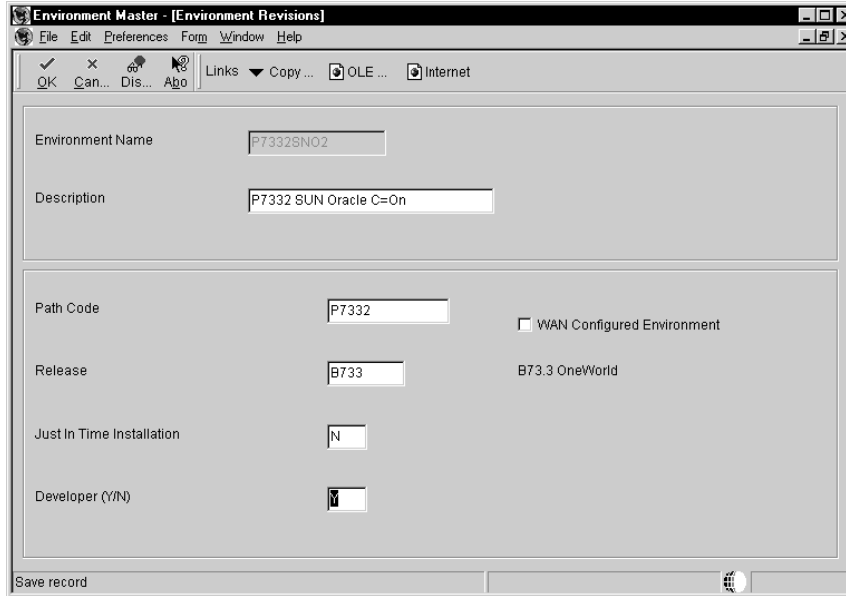 Environment Master - [Environment Revisions]
File Edit Preferences Form Window Help
OK Can... Dis... Abo Links Copy ... OLE ... Internet
Environment Name P7332SNO2
Description P7332 SUN Oracle C=On
Path Code P7332
WAN Configured Environment
Release B733 B73.3 OneWorld
Just In Time Installation N
Developer (Y/N) Y
Save record